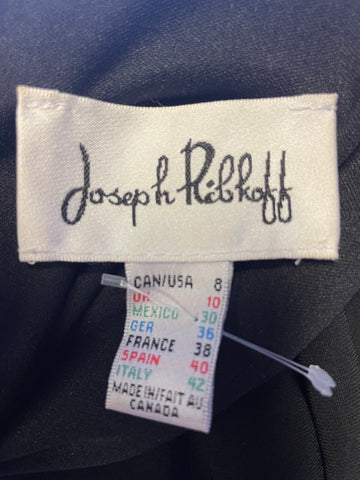 Joseph Ribkoff
CAN/USA 8
UK 10
MEXICO 30
GER 36
FRANCE 38
SPAIN 40
ITALY 42
MADE IN/FAIT AU
CANADA